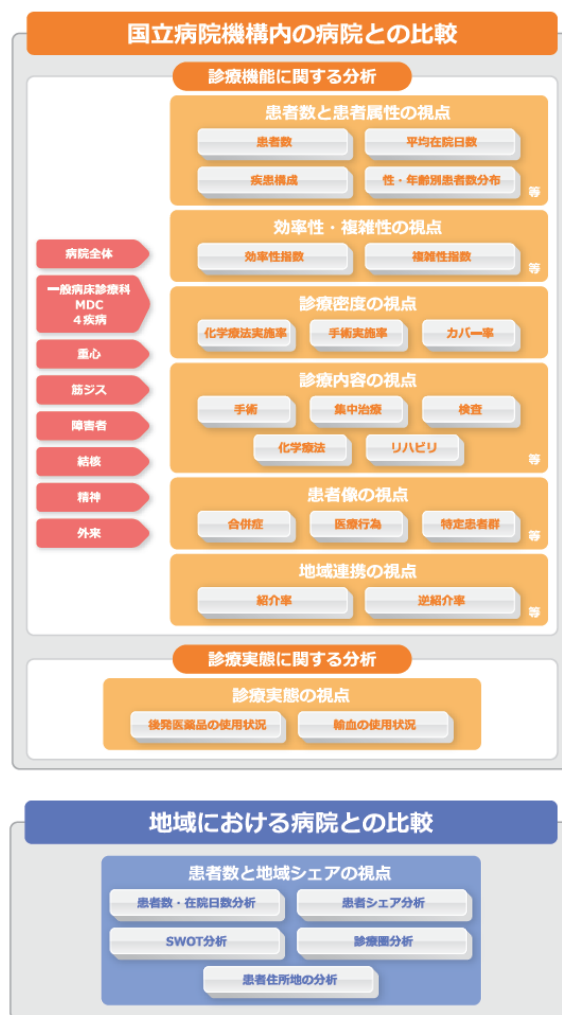 国立病院機構内の病院との比較
診療機能に関する分析
病院全体
一般病床診療科
MDC
4疾病
重心
筋ジス
障害者
結核
精神
外来
患者数と患者属性の視点
患者数
平均在院日数
疾患構成
性・年齢別患者数分布
等
効率性・複雑性の視点
効率性指数
複雑性指数
等
診療密度の視点
化学療法実施率
手術実施率
カバー率
診療内容の視点
手術
集中治療
検査
化学療法
リハビリ
等
患者像の視点
合併症
医療行為
特定患者群
等
地域連携の視点
紹介率
逆紹介率
等
診療実態に関する分析
診療実態の視点
後発医薬品の使用状況
輸血の使用状況
地域における病院との比較
患者数と地域シェアの視点
患者数・在院日数分析
患者シェア分析
SWOT分析
診療圏分析
患者住所地の分析